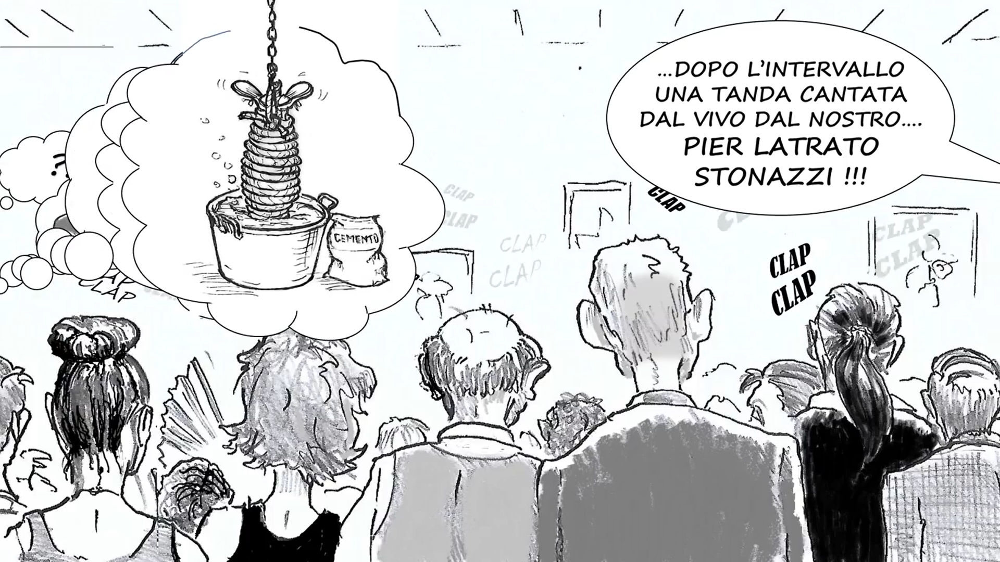 ...DOPO L'INTERVALLO
UNA TANDA CANTATA
DAL VIVO DAL NOSTRO....
PIER LATRATO
STONAZZI !!!
?
CEMENTO
CLAP
CLAP
CLAP
CLAP
CLAP
CLAP
CLAP
CLAP
CLAP
CLAP
CLAP